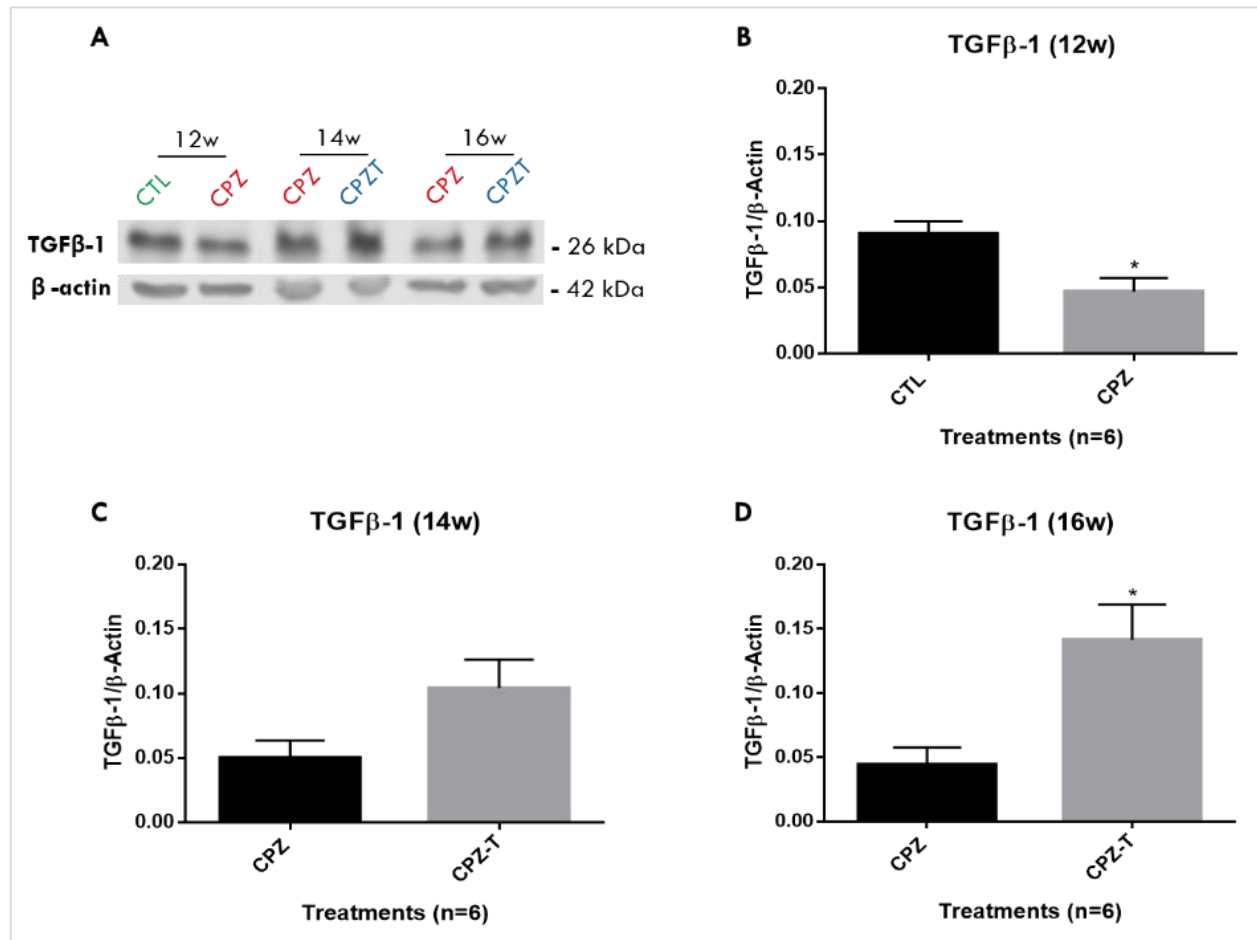 A
12w 14w 16w
CTL CPZ CPZ CPZT CPZ CPZT
TGFβ-1 - 26 kDa
β-actin - 42 kDa
B
TGFβ-1 (12w)
TGFβ-1/β-Actin
0.20
0.15
0.10
0.05
0.00
*
CTL CPZ
Treatments (n=6)
C
TGFβ-1 (14w)
TGFβ-1/β-Actin
0.20
0.15
0.10
0.05
0.00
CPZ CPZ-T
Treatments (n=6)
D
TGFβ-1 (16w)
TGFβ-1/β-Actin
0.20
0.15
0.10
0.05
0.00
*
CPZ CPZ-T
Treatments (n=6)